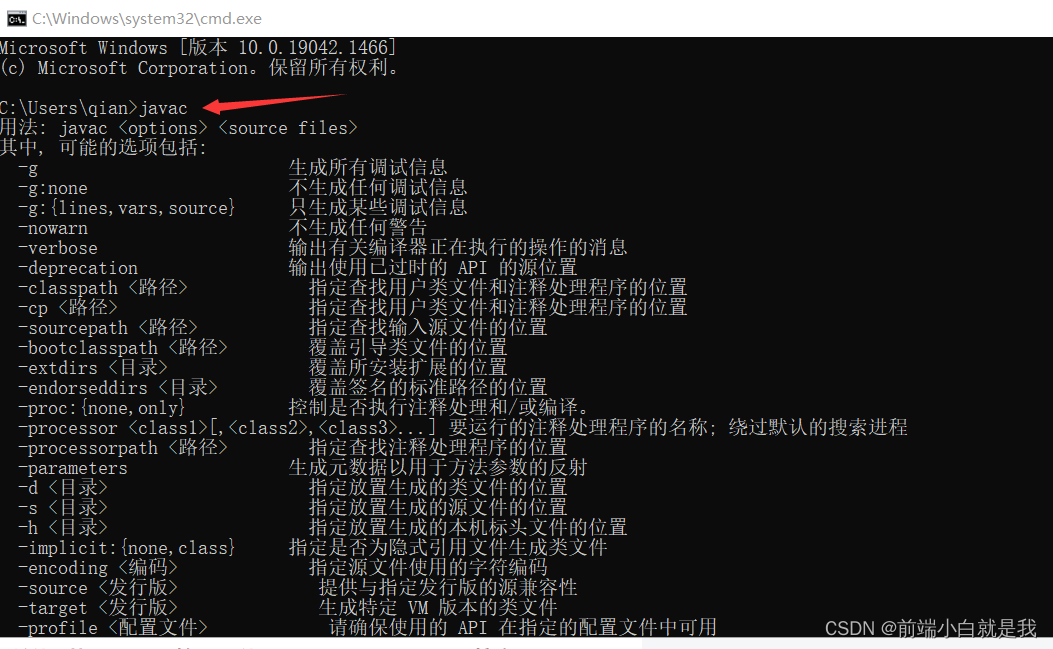 C:\Windows\system32\cmd.exe
Microsoft Windows [版本 10.0.19042.1466]
(c) Microsoft Corporation。保留所有权利。
C:\Users\qian>javac
用法: javac <options> <source files>
其中, 可能的选项包括:
-g 生成所有调试信息
-g:none 不生成任何调试信息
-g:{lines,vars,source} 只生成某些调试信息
-nowarn 不生成任何警告
-verbose 输出有关编译器正在执行的操作的消息
-deprecation 输出使用已过时的 API 的源位置
-classpath <路径> 指定查找用户类文件和注释处理程序的位置
-cp <路径> 指定查找用户类文件和注释处理程序的位置
-sourcepath <路径> 指定查找输入源文件的位置
-bootclasspath <路径> 覆盖引导类文件的位置
-extdirs <目录> 覆盖所安装扩展的位置
-endorseddirs <目录> 覆盖签名的标准路径的位置
-proc:{none,only} 控制是否执行注释处理和/或编译。
-processor <class1>[,<class2>,<class3>...] 要运行的注释处理程序的名称; 绕过默认的搜索进程
-processorpath <路径> 指定查找注释处理程序的位置
-parameters 生成元数据以用于方法参数的反射
-d <目录> 指定放置生成的类文件的位置
-s <目录> 指定放置生成的源文件的位置
-h <目录> 指定放置生成的本机标头文件的位置
-implicit:{none,class} 指定是否为隐式引用文件生成类文件
-encoding <编码> 指定源文件使用的字符编码
-source <发行版> 提供与指定发行版的源兼容性
-target <发行版> 生成特定 VM 版本的类文件
-profile <配置文件> 请确保使用的 API 在指定的配置文件中可用
CSDN @前端小白就是我